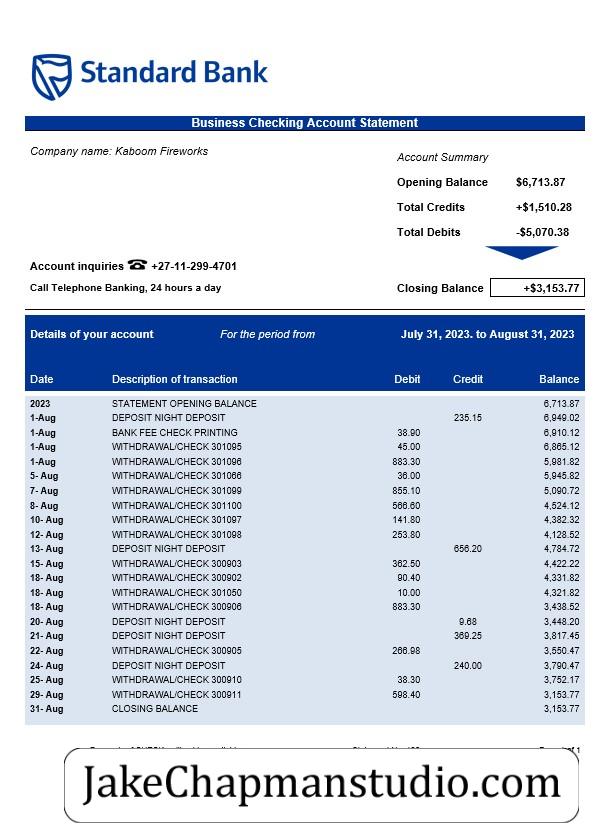 Standard Bank
Business Checking Account Statement
Company name: Kaboom Fireworks
Account Summary
Opening Balance $6,713.87
Total Credits +$1,510.28
Total Debits -$5,070.38
Account inquiries +27-11-299-4701
Call Telephone Banking, 24 hours a day
Closing Balance +$3,153.77
Details of your account For the period from July 31, 2023. to August 31, 2023
Date Description of transaction Debit Credit Balance
2023 STATEMENT OPENING BALANCE 6,713.87
1-Aug DEPOSIT NIGHT DEPOSIT 235.15 6,949.02
1-Aug BANK FEE CHECK PRINTING 38.90 6,910.12
1-Aug WITHDRAWAL/CHECK 301095 45.00 6,865.12
1-Aug WITHDRAWAL/CHECK 301096 883.30 5,981.82
5- Aug WITHDRAWAL/CHECK 301066 36.00 5,945.82
7- Aug WITHDRAWAL/CHECK 301099 855.10 5,090.72
8- Aug WITHDRAWAL/CHECK 301100 566.60 4,524.12
10- Aug WITHDRAWAL/CHECK 301097 141.80 4,382.32
12- Aug WITHDRAWAL/CHECK 301098 253.80 4,128.52
13- Aug DEPOSIT NIGHT DEPOSIT 656.20 4,784.72
15- Aug WITHDRAWAL/CHECK 300903 362.50 4,422.22
18- Aug WITHDRAWAL/CHECK 300902 90.40 4,331.82
18- Aug WITHDRAWAL/CHECK 301050 10.00 4,321.82
18- Aug WITHDRAWAL/CHECK 300906 883.30 3,438.52
20- Aug DEPOSIT NIGHT DEPOSIT 9.68 3,448.20
21- Aug DEPOSIT NIGHT DEPOSIT 369.25 3,817.45
22- Aug WITHDRAWAL/CHECK 300905 266.98 3,550.47
24- Aug DEPOSIT NIGHT DEPOSIT 240.00 3,790.47
25- Aug WITHDRAWAL/CHECK 300910 38.30 3,752.17
29- Aug WITHDRAWAL/CHECK 300911 598.40 3,153.77
31- Aug CLOSING BALANCE 3,153.77
JakeChapmanstudio.com